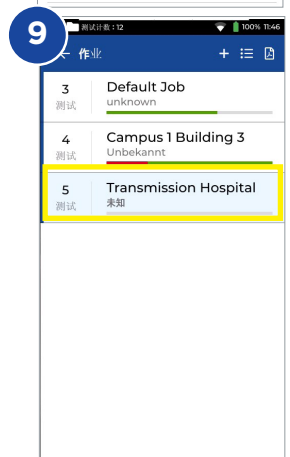 9
测试计数：12
100% 11:46
← 作业
3
Default Job
测试
unknown
4
Campus 1 Building 3
测试
Unbekannt
5
Transmission Hospital
测试
未知